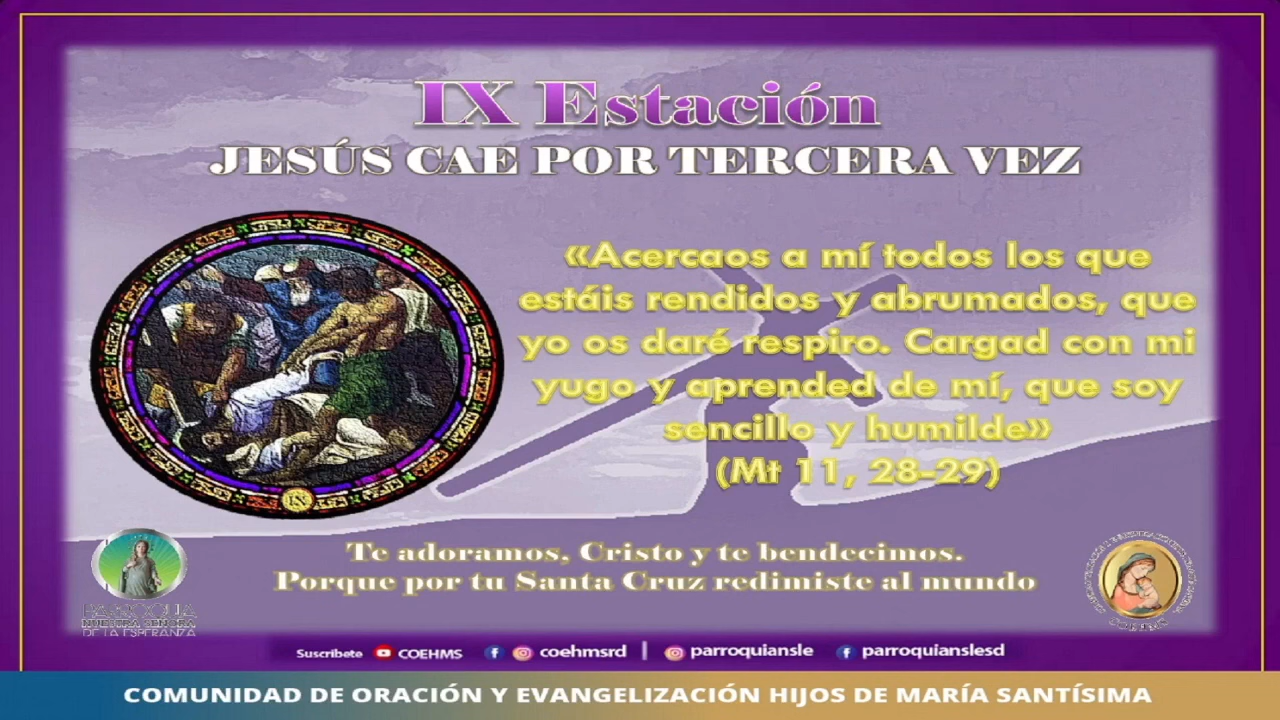 IX Estación
JESÚS CAE POR TERCERA VEZ
«Acercaos a mí todos los que
estáis rendidos y abrumados, que
yo os daré respiro. Cargad con mi
yugo y aprended de mí, que soy
sencillo y humilde»
(Mt 11, 28-29)
IX
Te adoramos, Cristo y te bendecimos.
Porque por tu Santa Cruz redimiste al mundo
PARROQUIA
NUESTRA SEÑORA
DE LA ESPERANZA
Suscribete COEHMS coehmsrd | parroquiansle parroquianslesd
COMUNIDAD DE ORACIÓN Y EVANGELIZACIÓN HIJOS DE MARÍA SANTÍSIMA